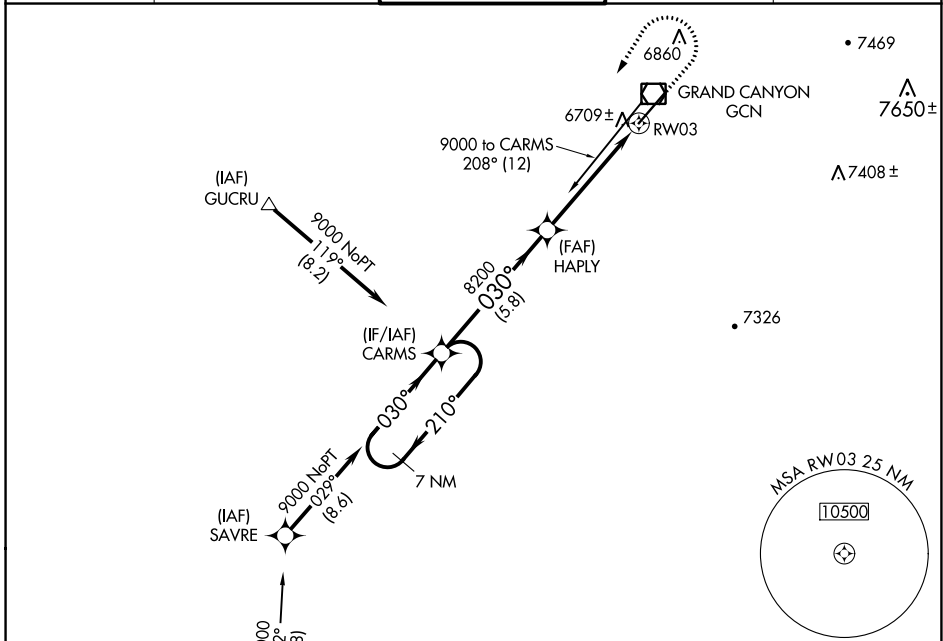 7469
6860
GRAND CANYON
GCN
7650±
6709±
RW03
9000 to CARMS
208° (12)
7408±
(IAF)
GUCRU
9000 NoPT
119°
(8.2)
(FAF)
HAPLY
8200
030°
(5.8)
7326
(IF/IAF)
CARMS
030°
210°
7 NM
9000 NoPT
029°
(8.6)
(IAF)
SAVRE
MSA RW03 25 NM
10500